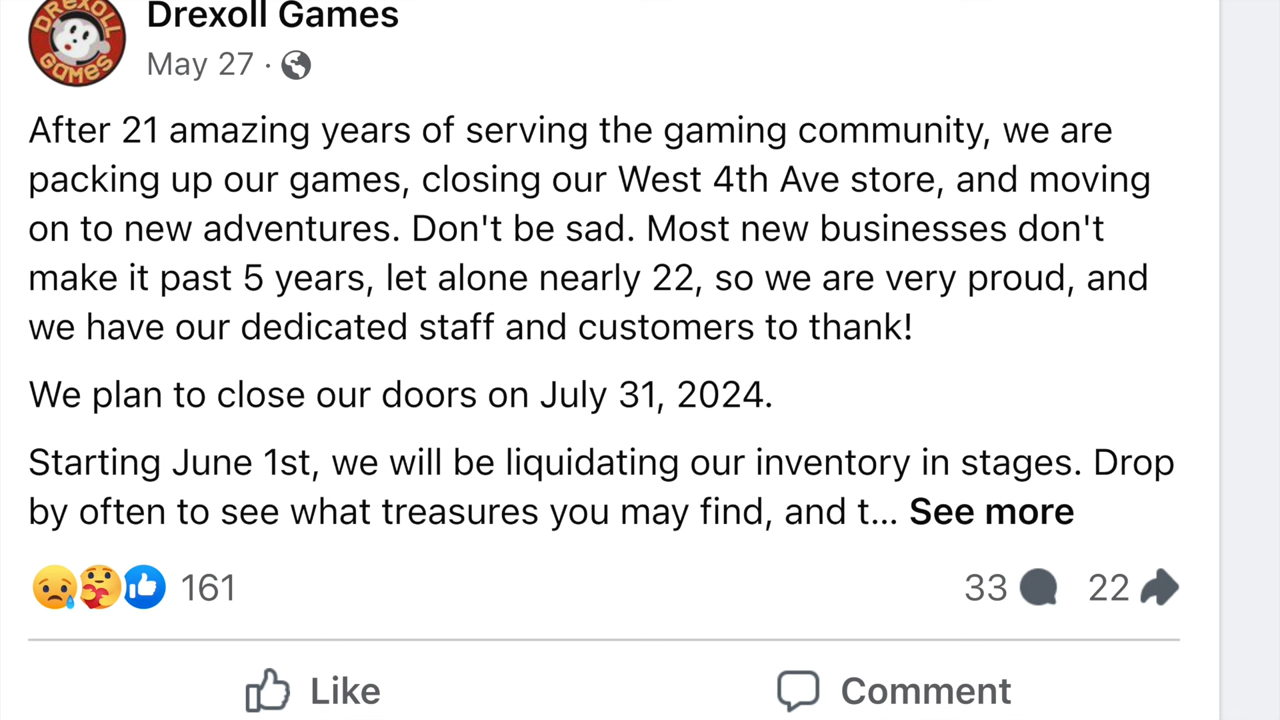 DREXOLL
GAMES
Drexoll Games
May 27 ·
After 21 amazing years of serving the gaming community, we are
packing up our games, closing our West 4th Ave store, and moving
on to new adventures. Don't be sad. Most new businesses don't
make it past 5 years, let alone nearly 22, so we are very proud, and
we have our dedicated staff and customers to thank!
We plan to close our doors on July 31, 2024.
Starting June 1st, we will be liquidating our inventory in stages. Drop
by often to see what treasures you may find, and t... See more
161 33 22
Like Comment